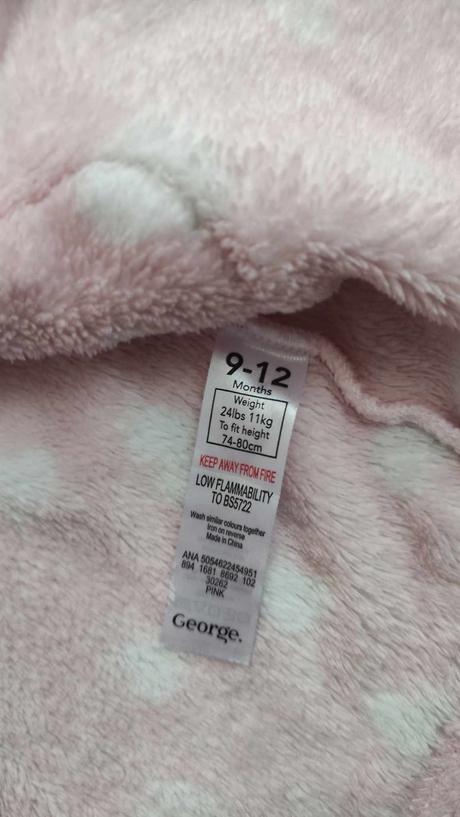 9-12
Months
Weight
24lbs 11kg
To fit height
74-80cm
KEEP AWAY FROM FIRE
LOW FLAMMABILITY
TO BS5722
Wash similar colours together
Iron on reverse
Made in China
ANA 5054622454951
894 1681 8692 102
30262
PINK
George.